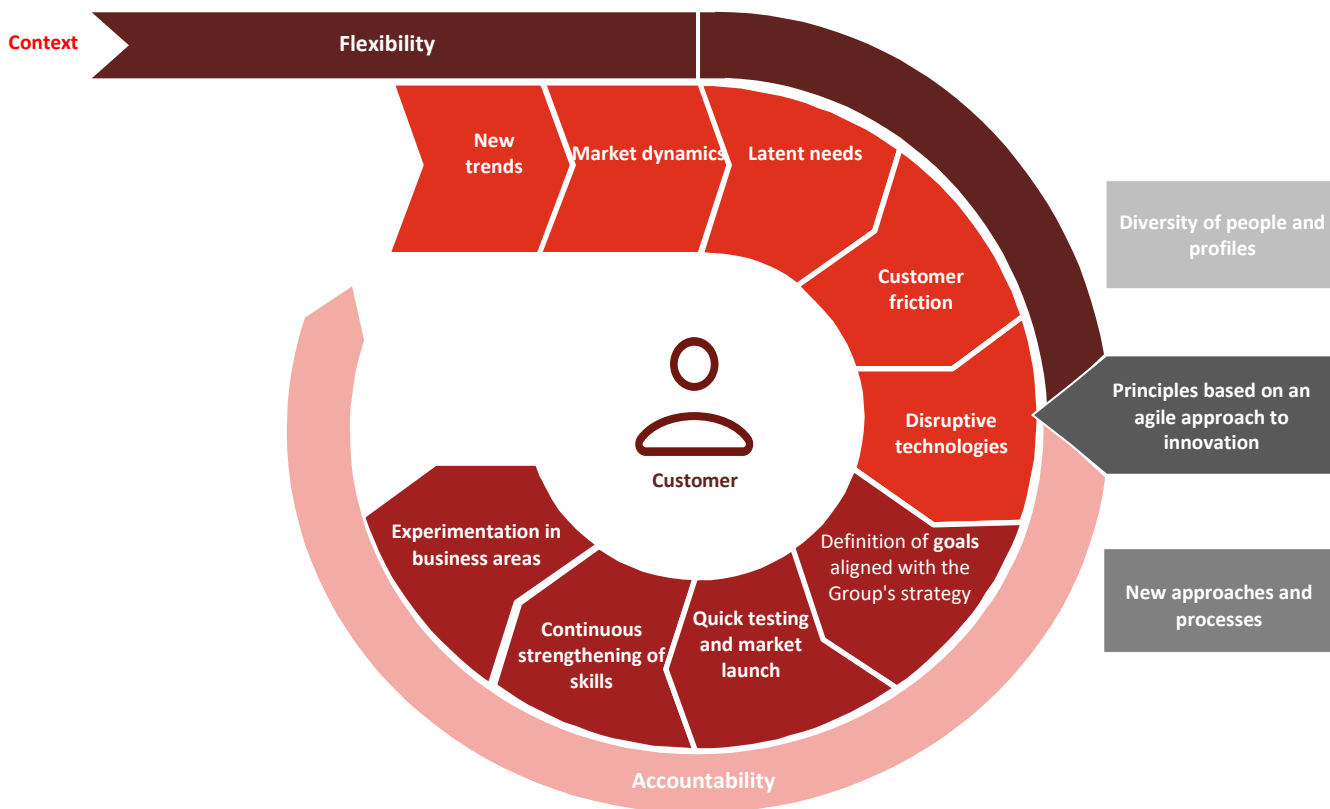 Context
Flexibility
New
trends
Market dynamics
Latent needs
Customer
friction
Disruptive
technologies
Definition of goals
aligned with the
Group's strategy
Quick testing
and market
launch
Continuous
strengthening of
skills
Experimentation in
business areas
Customer
Accountability
Diversity of people and
profiles
Principles based on an
agile approach to
innovation
New approaches and
processes